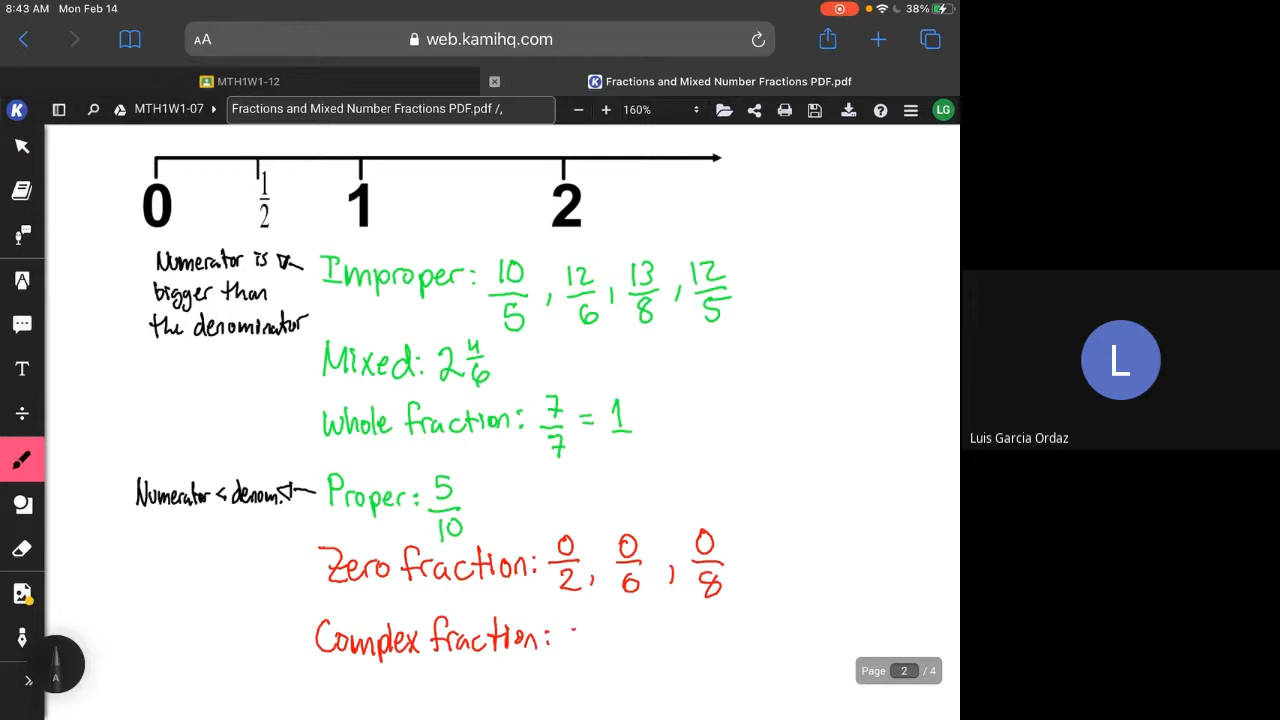 8:43 AM Mon Feb 14 38%
AA web.kamihq.com
MTH1W1-12 Fractions and Mixed Number Fractions PDF.pdf
MTH1W1-07 Fractions and Mixed Number Fractions PDF.pdf /, 160% LG
0 1/2 1 2
Numerator is bigger than the denominator
Improper: 10/5, 12/6, 13/8, 12/5
Mixed: 2 4/6
Whole fraction: 7/7 = 1
Numerator < denom. Proper: 5/10
Zero fraction: 0/2, 0/6, 0/8
Complex fraction:
Page 2 / 4
A
L
Luis Garcia Ordaz